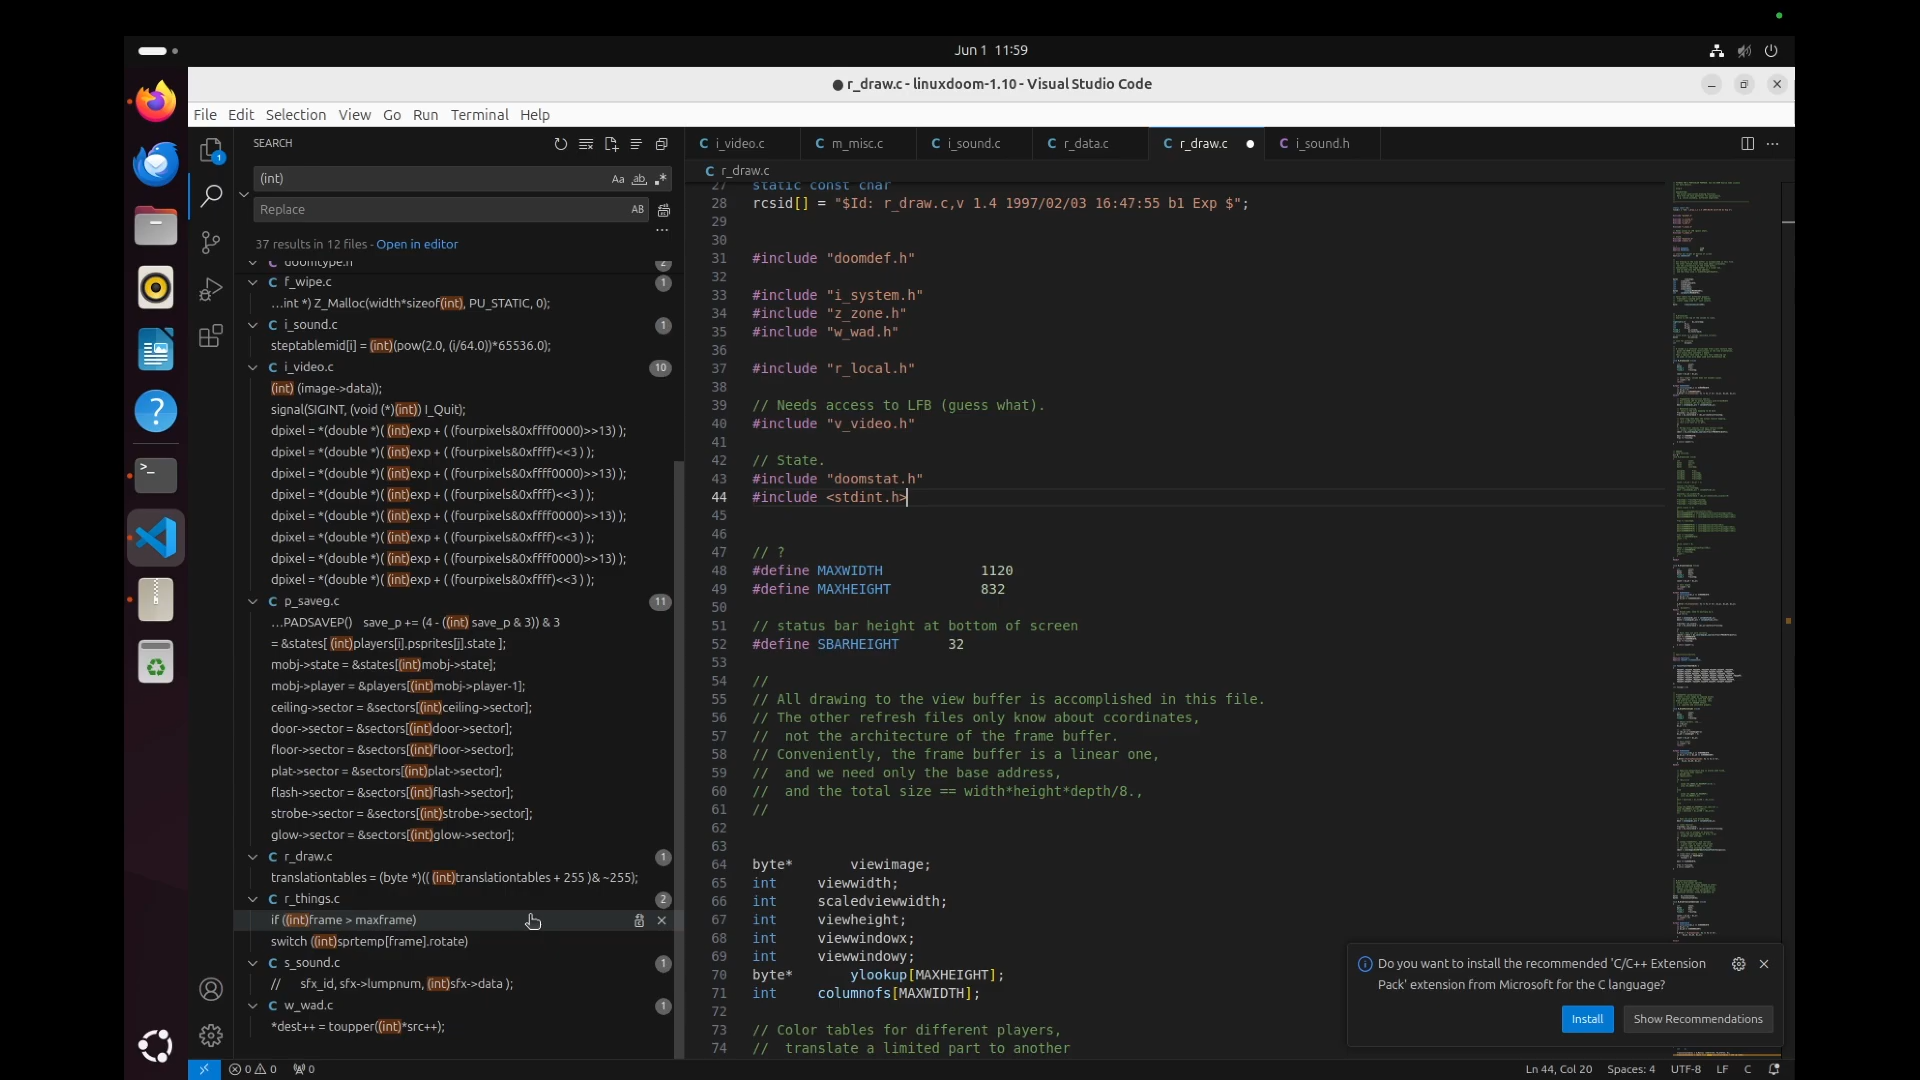 Jun 1 11:59
r_draw.c - linuxdoom-1.10 - Visual Studio Code
File Edit Selection View Go Run Terminal Help
SEARCH
(int)
Aa ab .*
Replace
AB
37 results in 12 files - Open in editor
doomtype.h 2
f_wipe.c 1
…int *) Z_Malloc(width*sizeof(int), PU_STATIC, 0);
i_sound.c 1
steptablemid[i] = (int)(pow(2.0, (i/64.0))*65536.0);
i_video.c 10
(int) (image->data));
signal(SIGINT, (void (*)(int)) I_Quit);
dpixel = *(double *)( (int)exp + ( (fourpixels&0xffff0000)>>13) );
dpixel = *(double *)( (int)exp + ( (fourpixels&0xffff)<<3 ) );
dpixel = *(double *)( (int)exp + ( (fourpixels&0xffff0000)>>13) );
dpixel = *(double *)( (int)exp + ( (fourpixels&0xffff)<<3 ) );
dpixel = *(double *)( (int)exp + ( (fourpixels&0xffff0000)>>13) );
dpixel = *(double *)( (int)exp + ( (fourpixels&0xffff)<<3 ) );
dpixel = *(double *)( (int)exp + ( (fourpixels&0xffff0000)>>13) );
dpixel = *(double *)( (int)exp + ( (fourpixels&0xffff)<<3 ) );
p_saveg.c 11
…PADSAVEP() save_p += (4 - ((int) save_p & 3)) & 3
= &states[ (int)players[i].psprites[j].state ];
mobj->state = &states[(int)mobj->state];
mobj->player = &players[(int)mobj->player-1];
ceiling->sector = &sectors[(int)ceiling->sector];
door->sector = &sectors[(int)door->sector];
floor->sector = &sectors[(int)floor->sector];
plat->sector = &sectors[(int)plat->sector];
flash->sector = &sectors[(int)flash->sector];
strobe->sector = &sectors[(int)strobe->sector];
glow->sector = &sectors[(int)glow->sector];
r_draw.c 1
translationtables = (byte *)(( (int)translationtables + 255 )& ~255);
r_things.c 2
if ((int)frame > maxframe)
switch ((int)sprtemp[frame].rotate)
s_sound.c 1
// sfx_id, sfx->lumpnum, (int)sfx->data );
w_wad.c 1
*dest++ = toupper((int)*src++);
C i_video.c C m_misc.c C i_sound.c C r_data.c C r_draw.c C i_sound.h
C r_draw.c
27 static const char
28 rcsid[] = "$Id: r_draw.c,v 1.4 1997/02/03 16:47:55 b1 Exp $";
29
30
31 #include "doomdef.h"
32
33 #include "i_system.h"
34 #include "z_zone.h"
35 #include "w_wad.h"
36
37 #include "r_local.h"
38
39 // Needs access to LFB (guess what).
40 #include "v_video.h"
41
42 // State.
43 #include "doomstat.h"
44 #include <stdint.h>
45
46
47 // ?
48 #define MAXWIDTH 1120
49 #define MAXHEIGHT 832
50
51 // status bar height at bottom of screen
52 #define SBARHEIGHT 32
53
54 //
55 // All drawing to the view buffer is accomplished in this file.
56 // The other refresh files only know about ccordinates,
57 // not the architecture of the frame buffer.
58 // Conveniently, the frame buffer is a linear one,
59 // and we need only the base address,
60 // and the total size == width*height*depth/8.,
61 //
62
63
64 byte* viewimage;
65 int viewwidth;
66 int scaledviewwidth;
67 int viewheight;
68 int viewwindowx;
69 int viewwindowy;
70 byte* ylookup[MAXHEIGHT];
71 int columnofs[MAXWIDTH];
72
73 // Color tables for different players,
74 // translate a limited part to another
Do you want to install the recommended 'C/C++ Extension
Pack' extension from Microsoft for the C language?
Install Show Recommendations
0 0 0
Ln 44, Col 20 Spaces: 4 UTF-8 LF C